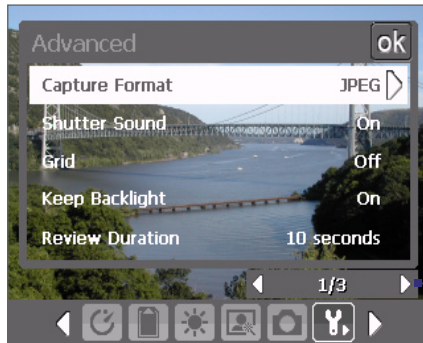 Advanced ok
Capture Format JPEG
Shutter Sound On
Grid Off
Keep Backlight On
Review Duration 10 seconds
1/3